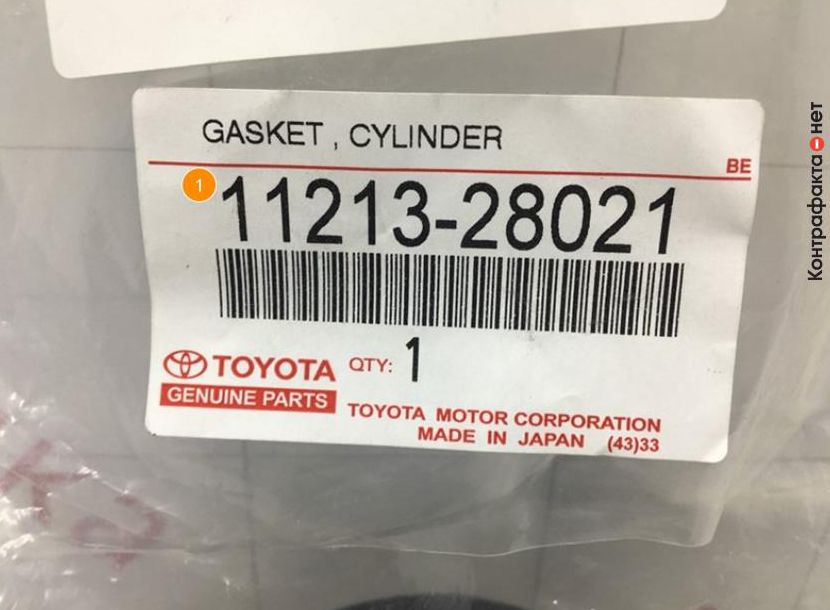 GASKET , CYLINDER
BE
1
11213-28021
TOYOTA
QTY: 1
GENUINE PARTS
TOYOTA MOTOR CORPORATION
MADE IN JAPAN (43)33
Контрафакта нет